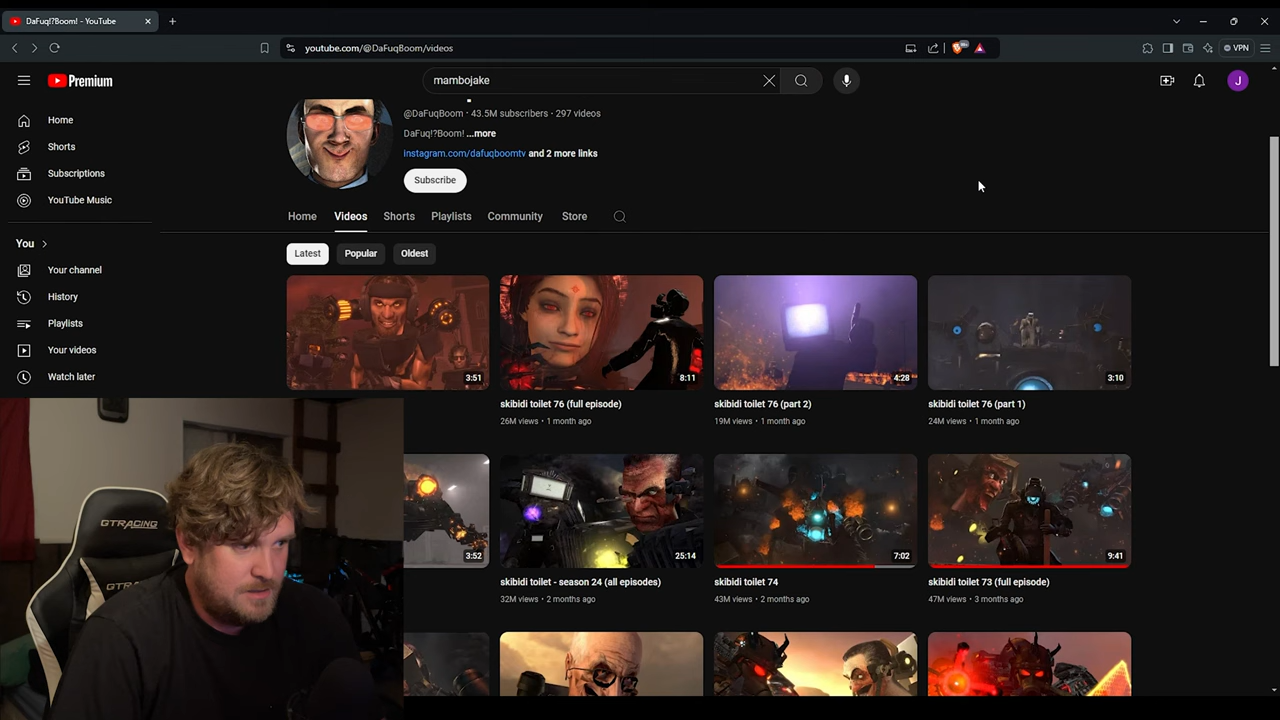 DaFuq!?Boom! - YouTube
youtube.com/@DaFuqBoom/videos
VPN
Premium
mambojake
J
@DaFuqBoom · 43.5M subscribers · 297 videos
DaFuq!?Boom! ...more
instagram.com/dafuqboomtv and 2 more links
Subscribe
Home
Shorts
Subscriptions
YouTube Music
You
Your channel
History
Playlists
Your videos
Watch later
Home Videos Shorts Playlists Community Store
Latest Popular Oldest
3:51
8:11
4:28
3:10
skibidi toilet 76 (full episode)
26M views · 1 month ago
skibidi toilet 76 (part 2)
19M views · 1 month ago
skibidi toilet 76 (part 1)
24M views · 1 month ago
3:52
25:14
7:02
9:41
skibidi toilet - season 24 (all episodes)
32M views · 2 months ago
skibidi toilet 74
43M views · 2 months ago
skibidi toilet 73 (full episode)
47M views · 3 months ago
GTRACING
GTR